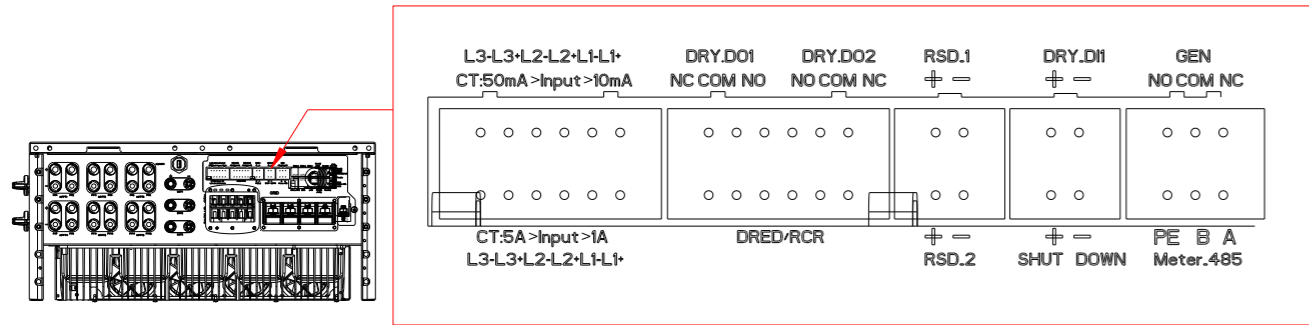 L3-L3+L2-L2+L1-L1+ DRY.DO1 DRY.DO2 RSD.1 DRY.DI1 GEN
CT:50mA>Input>10mA NC COM NO NO COM NC + - + - NO COM NC
CT:5A>Input>1A DRED/RCR + - + - PE B A
L3-L3+L2-L2+L1-L1+ RSD.2 SHUT DOWN Meter.485